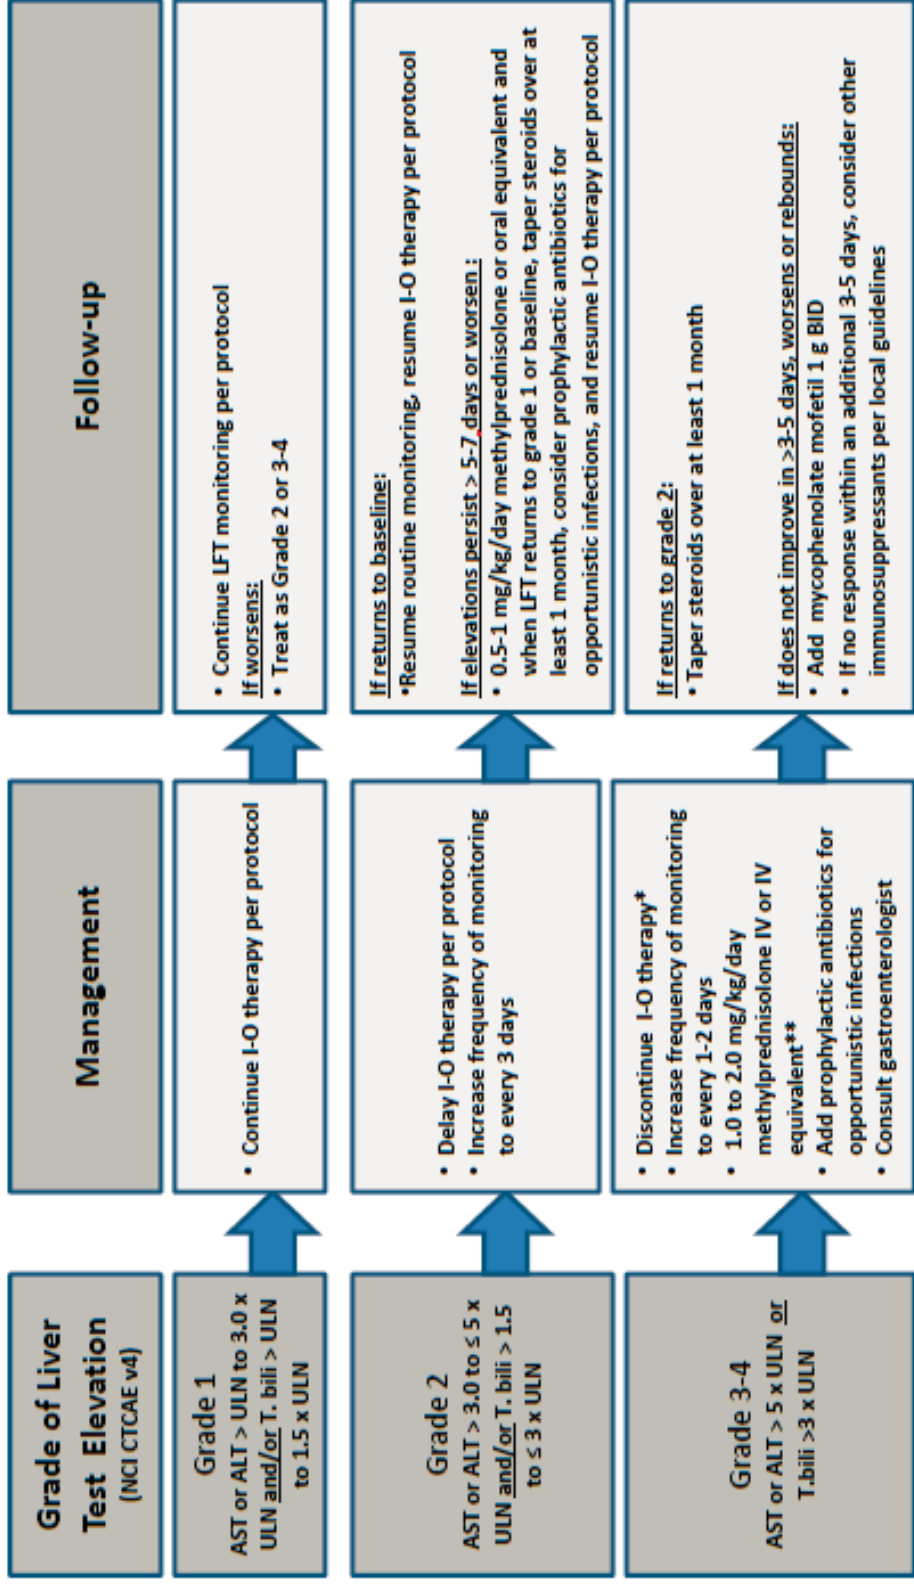 Grade of Liver
Test Elevation
(NCI CTCAE v4)
Management
Follow-up
Grade 1
AST or ALT > ULN to 3.0 x
ULN and/or T. bili > ULN
to 1.5 x ULN
• Continue I-O therapy per protocol
• Continue LFT monitoring per protocol
If worsens:
• Treat as Grade 2 or 3-4
Grade 2
AST or ALT > 3.0 to ≤ 5 x
ULN and/or T. bili > 1.5
to ≤ 3 x ULN
• Delay I-O therapy per protocol
• Increase frequency of monitoring
to every 3 days
If returns to baseline:
•Resume routine monitoring, resume I-O therapy per protocol
If elevations persist > 5-7 days or worsen :
• 0.5-1 mg/kg/day methylprednisolone or oral equivalent and
when LFT returns to grade 1 or baseline, taper steroids over at
least 1 month, consider prophylactic antibiotics for
opportunistic infections, and resume I-O therapy per protocol
Grade 3-4
AST or ALT > 5 x ULN or
T.bili >3 x ULN
• Discontinue I-O therapy*
• Increase frequency of monitoring
to every 1-2 days
• 1.0 to 2.0 mg/kg/day
methylprednisolone IV or IV
equivalent**
• Add prophylactic antibiotics for
opportunistic infections
• Consult gastroenterologist
If returns to grade 2:
• Taper steroids over at least 1 month
If does not improve in >3-5 days, worsens or rebounds:
• Add mycophenolate mofetil 1 g BID
• If no response within an additional 3-5 days, consider other
immunosuppressants per local guidelines